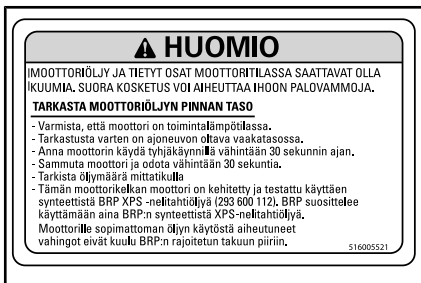 HUOMIO
MOOTTORIÖLJY JA TIETYT OSAT MOOTTORITILASSA SAATTAVAT OLLA
KUUMIA. SUORA KOSKETUS VOI AIHEUTTAA IHOON PALOVAMMOJA.
TARKASTA MOOTTORIÖLJYN PINNAN TASO
- Varmista, että moottori on toimintalämpötilassa.
- Tarkastusta varten on ajoneuvon oltava vaakatasossa.
- Anna moottorin käydä tyhjäkäynnillä vähintään 30 sekunnin ajan.
- Sammuta moottori ja odota vähintään 30 sekuntia.
- Tarkista öljymäärä mittatikulla
- Tämän moottorikelkan moottori on kehitetty ja testattu käyttäen
synteettistä BRP XPS -nelitahtiöljyä (293 600 112). BRP suosittelee
käyttämään aina BRP:n synteettistä XPS-nelitahtiöljyä.
Moottorille sopimattoman öljyn käytöstä aiheutuneet
vahingot eivät kuulu BRP:n rajoitetun takuun piiriin.
516005521